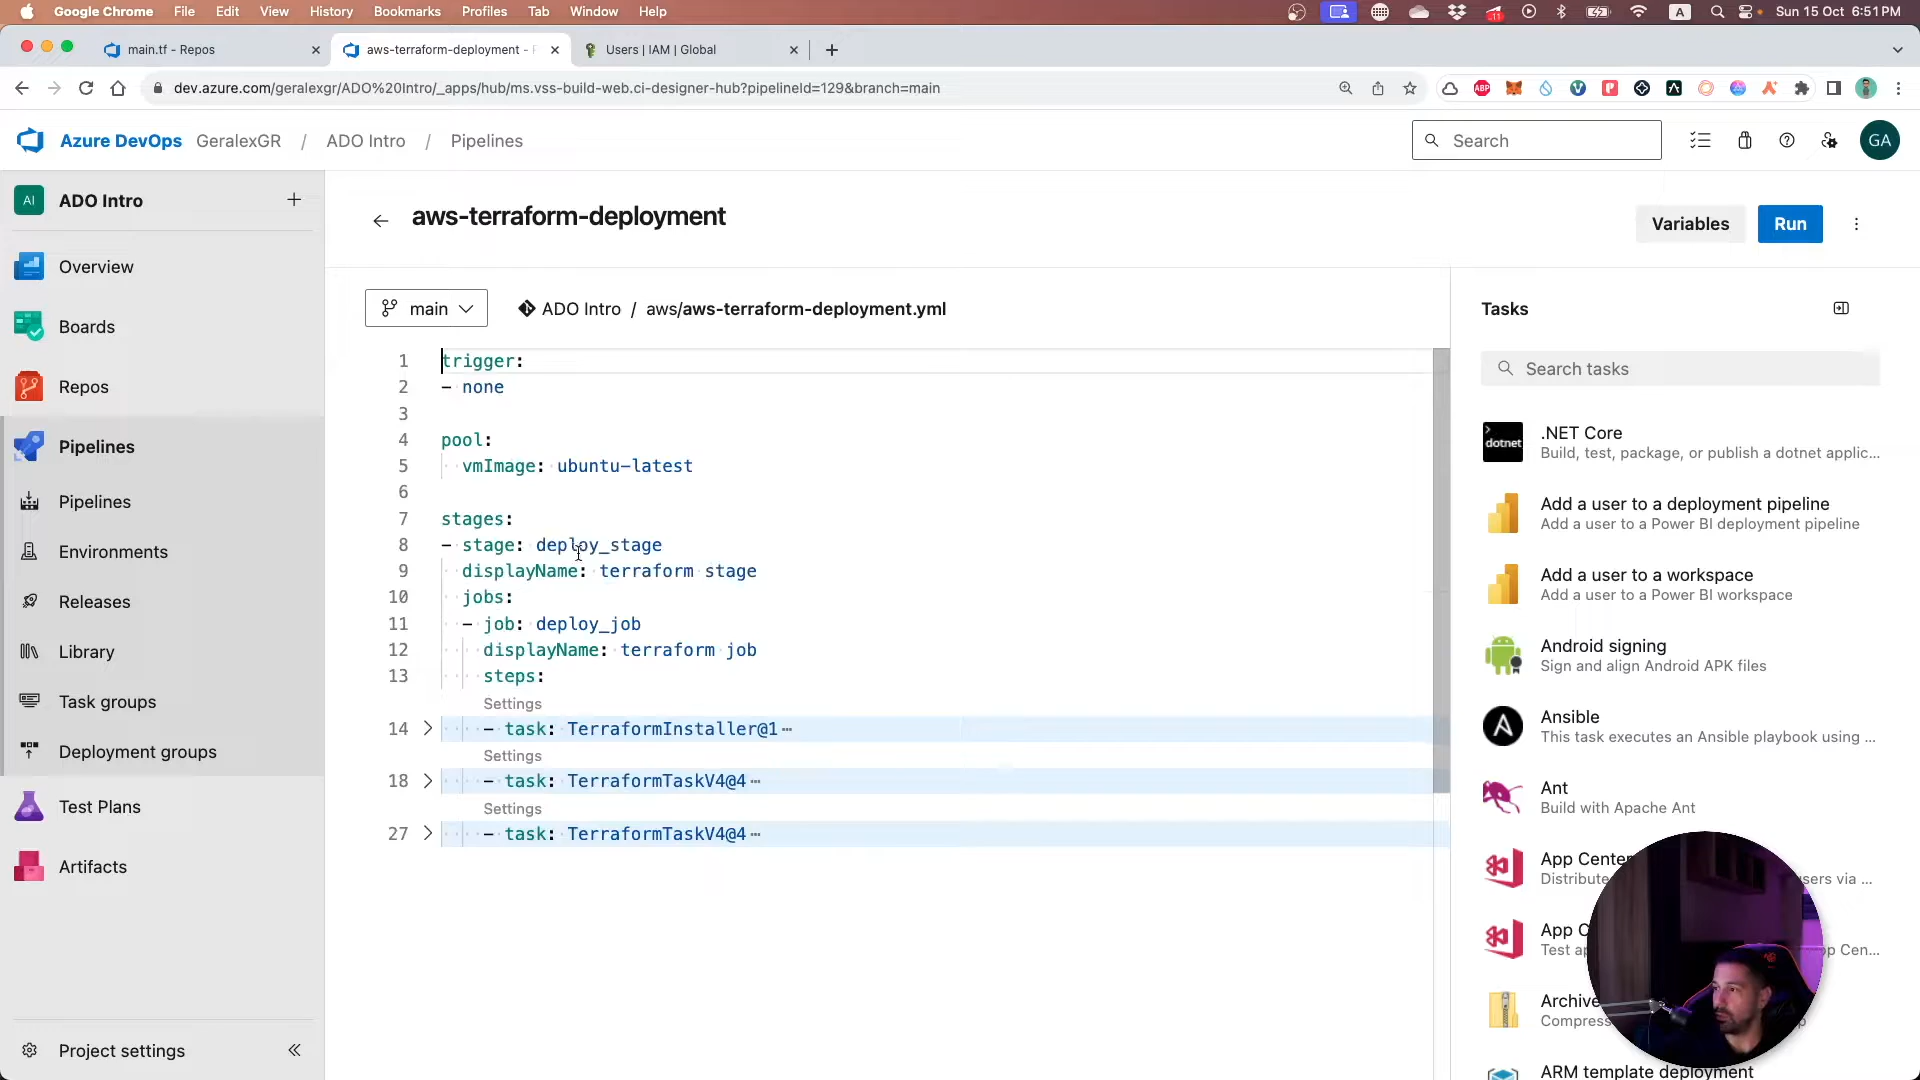 Google Chrome File Edit View History Bookmarks Profiles Tab Window Help
11 A Sun 15 Oct 6:51 PM
main.tf - Repos
aws-terraform-deployment -
Users | IAM | Global
dev.azure.com/geralexgr/ADO%20Intro/_apps/hub/ms.vss-build-web.ci-designer-hub?pipelineId=129&branch=main
ABP
Azure DevOps GeralexGR / ADO Intro / Pipelines
Search
GA
AI ADO Intro
Overview
Boards
Repos
Pipelines
Pipelines
Environments
Releases
Library
Task groups
Deployment groups
Test Plans
Artifacts
Project settings
aws-terraform-deployment
Variables
Run
main
ADO Intro / aws/aws-terraform-deployment.yml
1 trigger:
2 - none
3
4 pool:
5 vmImage: ubuntu-latest
6
7 stages:
8 - stage: deploy_stage
9 displayName: terraform stage
10 jobs:
11 - job: deploy_job
12 displayName: terraform job
13 steps:
Settings
14 - task: TerraformInstaller@1
Settings
18 - task: TerraformTaskV4@4
Settings
27 - task: TerraformTaskV4@4
Tasks
Search tasks
dotnet
.NET Core
Build, test, package, or publish a dotnet applic...
Add a user to a deployment pipeline
Add a user to a Power BI deployment pipeline
Add a user to a workspace
Add a user to a Power BI workspace
Android signing
Sign and align Android APK files
Ansible
This task executes an Ansible playbook using ...
Ant
Build with Apache Ant
App Center
Distribute
via ...
Cen...
Archive
ARM template deployment